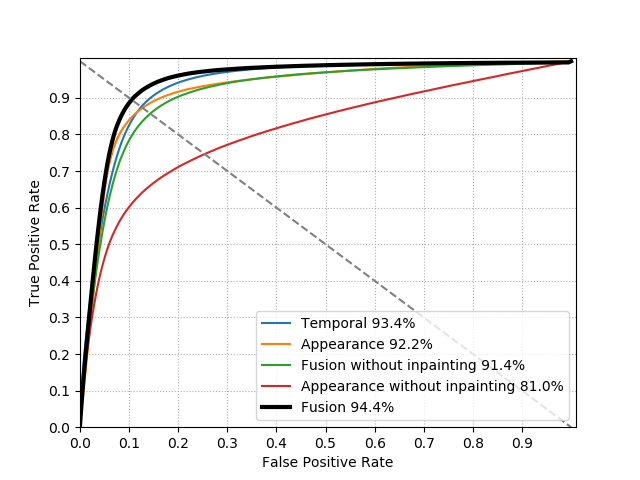 0.9
0.8
0.7
0.6
0.5
0.4
0.3
0.2
0.1
0.0
True Positive Rate
Temporal 93.4%
Appearance 92.2%
Fusion without inpainting 91.4%
Appearance without inpainting 81.0%
Fusion 94.4%
0.0 0.1 0.2 0.3 0.4 0.5 0.6 0.7 0.8 0.9
False Positive Rate